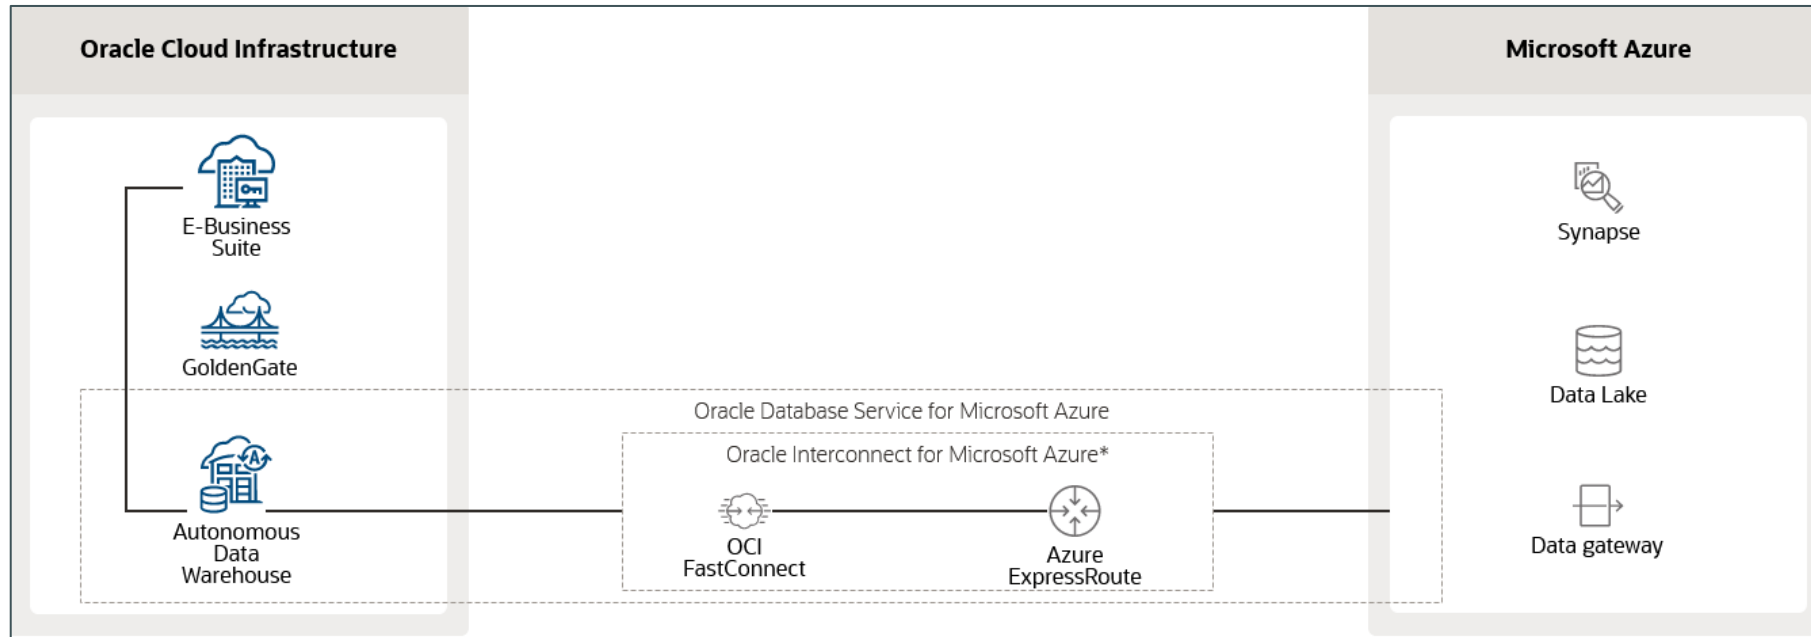 Oracle Cloud Infrastructure
Microsoft Azure
E-Business
Suite
GoldenGate
Autonomous
Data
Warehouse
Oracle Database Service for Microsoft Azure
Oracle Interconnect for Microsoft Azure*
OCI
FastConnect
Azure
ExpressRoute
Synapse
Data Lake
Data gateway
A